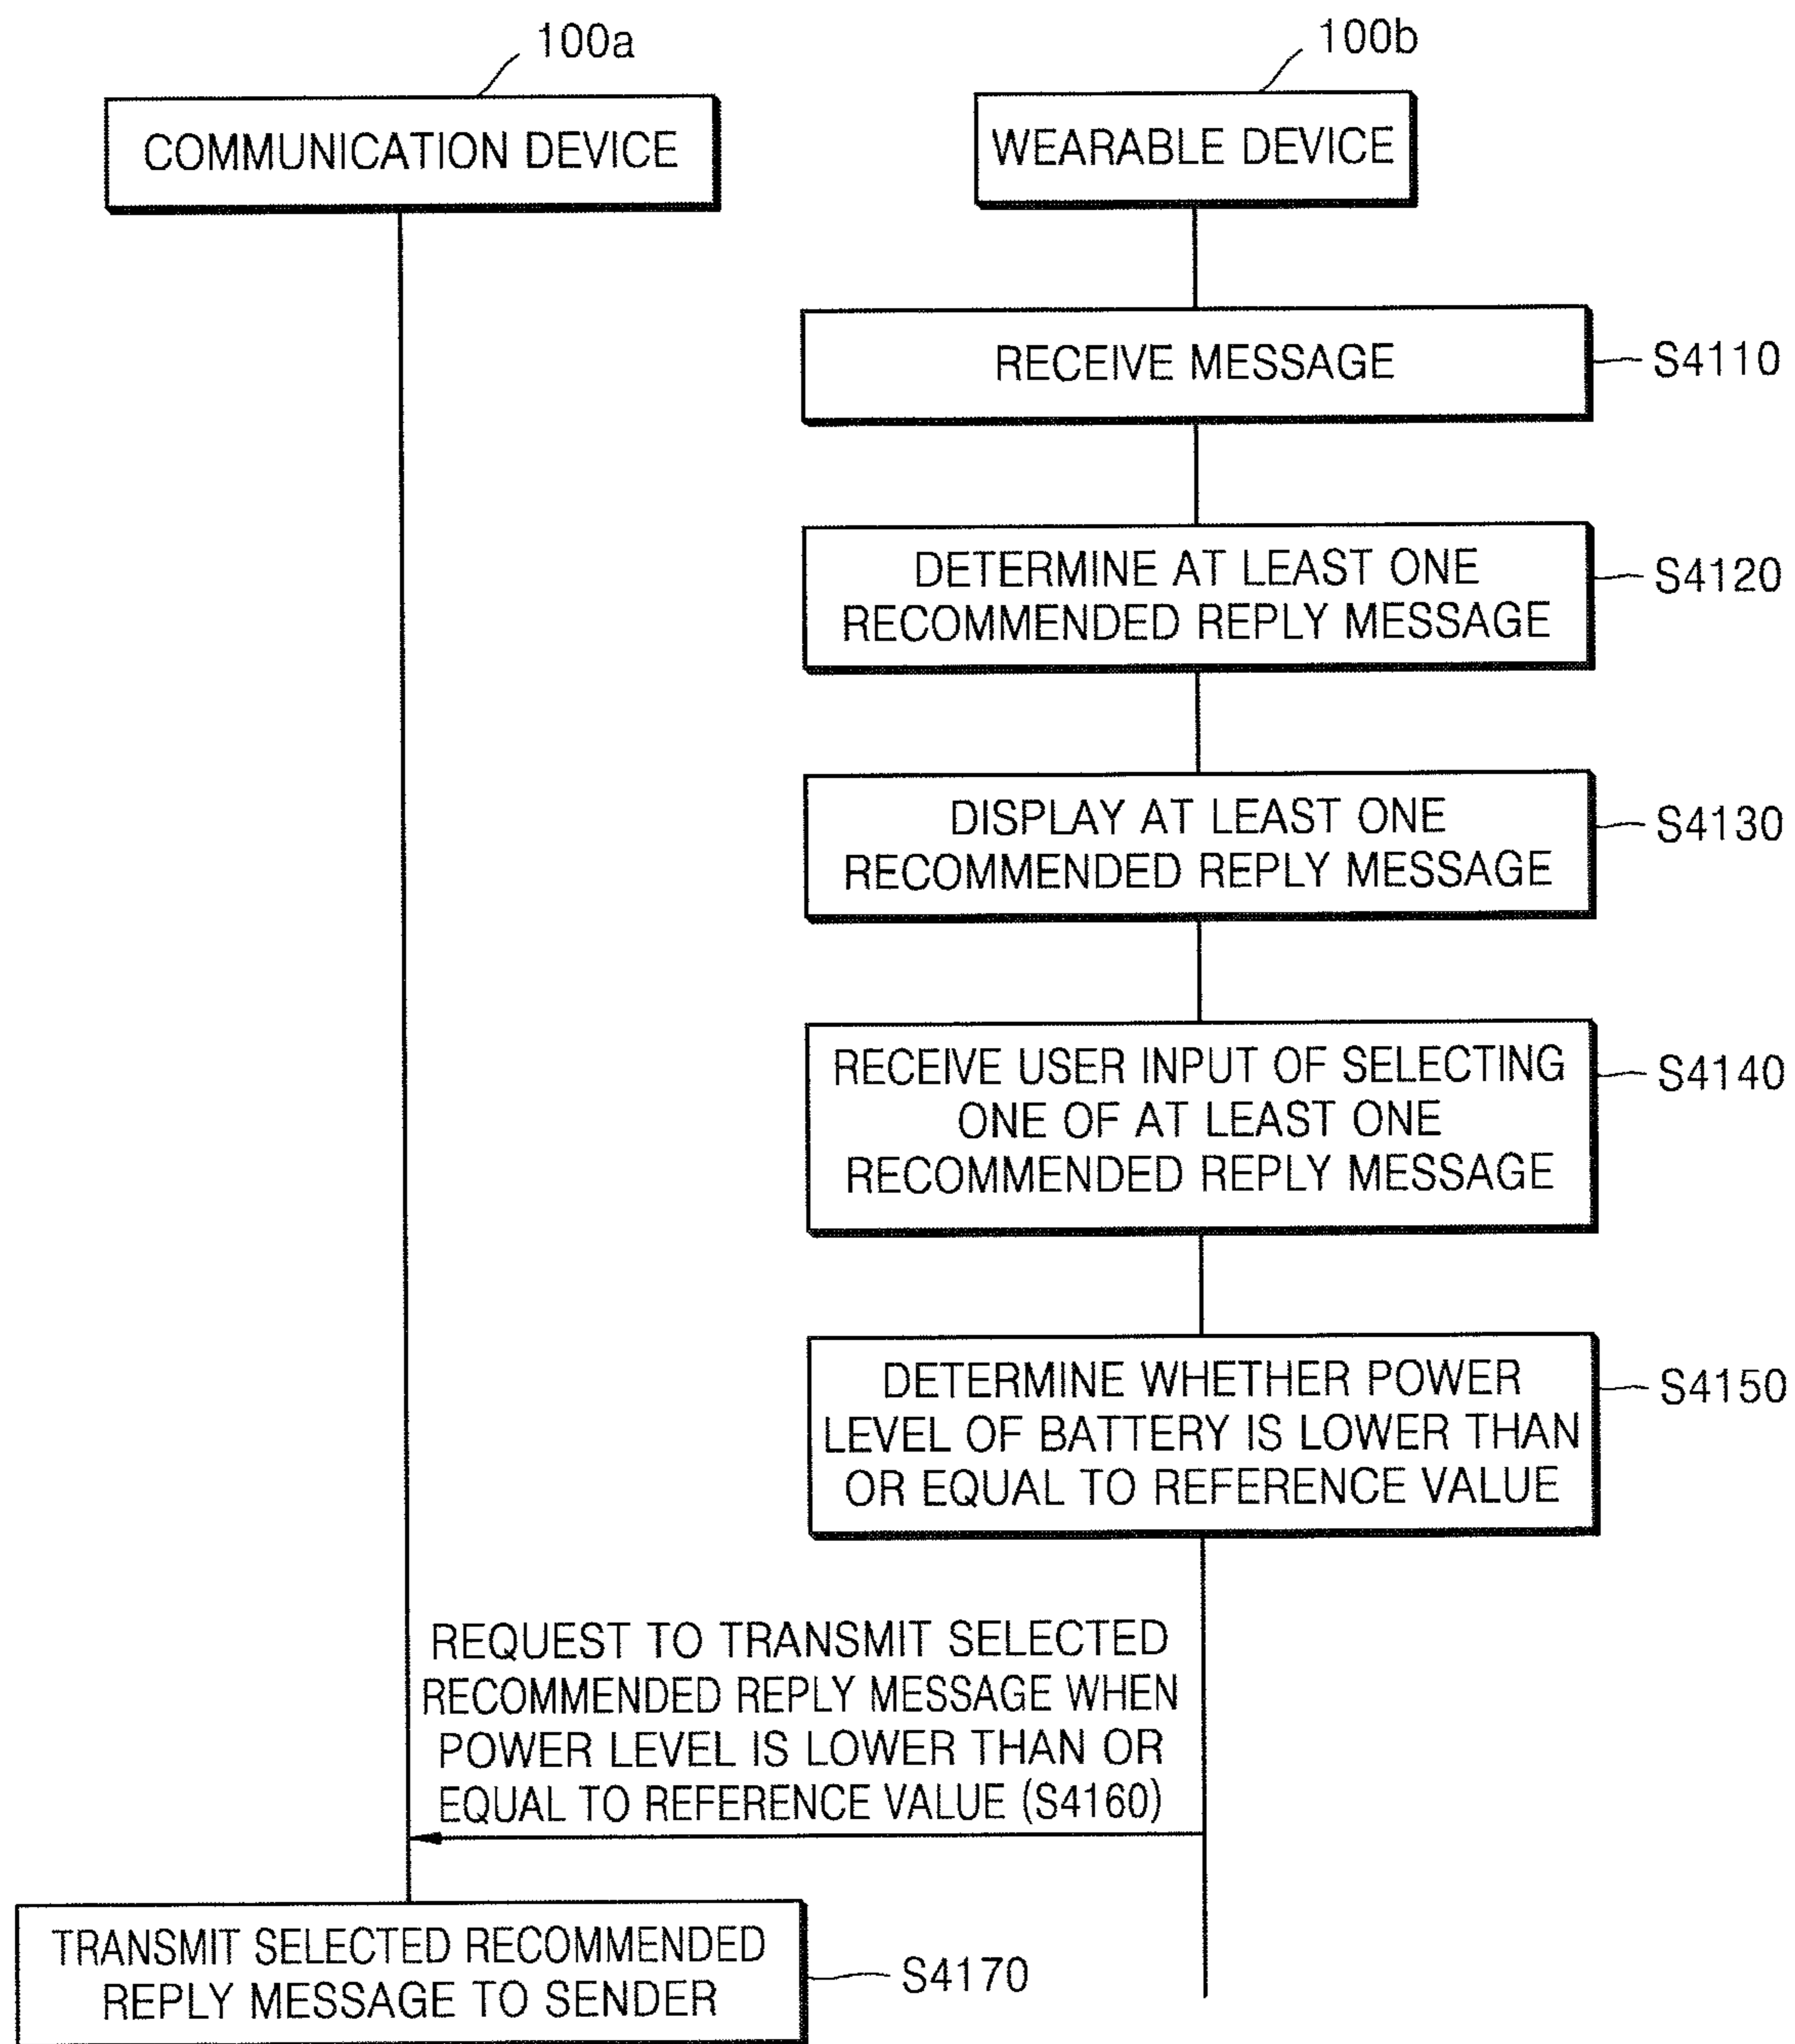 100a
100b
COMMUNICATION DEVICE
WEARABLE DEVICE
RECEIVE MESSAGE
S4110
DETERMINE AT LEAST ONE
RECOMMENDED REPLY MESSAGE
S4120
DISPLAY AT LEAST ONE
RECOMMENDED REPLY MESSAGE
S4130
RECEIVE USER INPUT OF SELECTING
ONE OF AT LEAST ONE
RECOMMENDED REPLY MESSAGE
S4140
DETERMINE WHETHER POWER
LEVEL OF BATTERY IS LOWER THAN
OR EQUAL TO REFERENCE VALUE
S4150
REQUEST TO TRANSMIT SELECTED
RECOMMENDED REPLY MESSAGE WHEN
POWER LEVEL IS LOWER THAN OR
EQUAL TO REFERENCE VALUE (S4160)
TRANSMIT SELECTED RECOMMENDED
REPLY MESSAGE TO SENDER
S4170